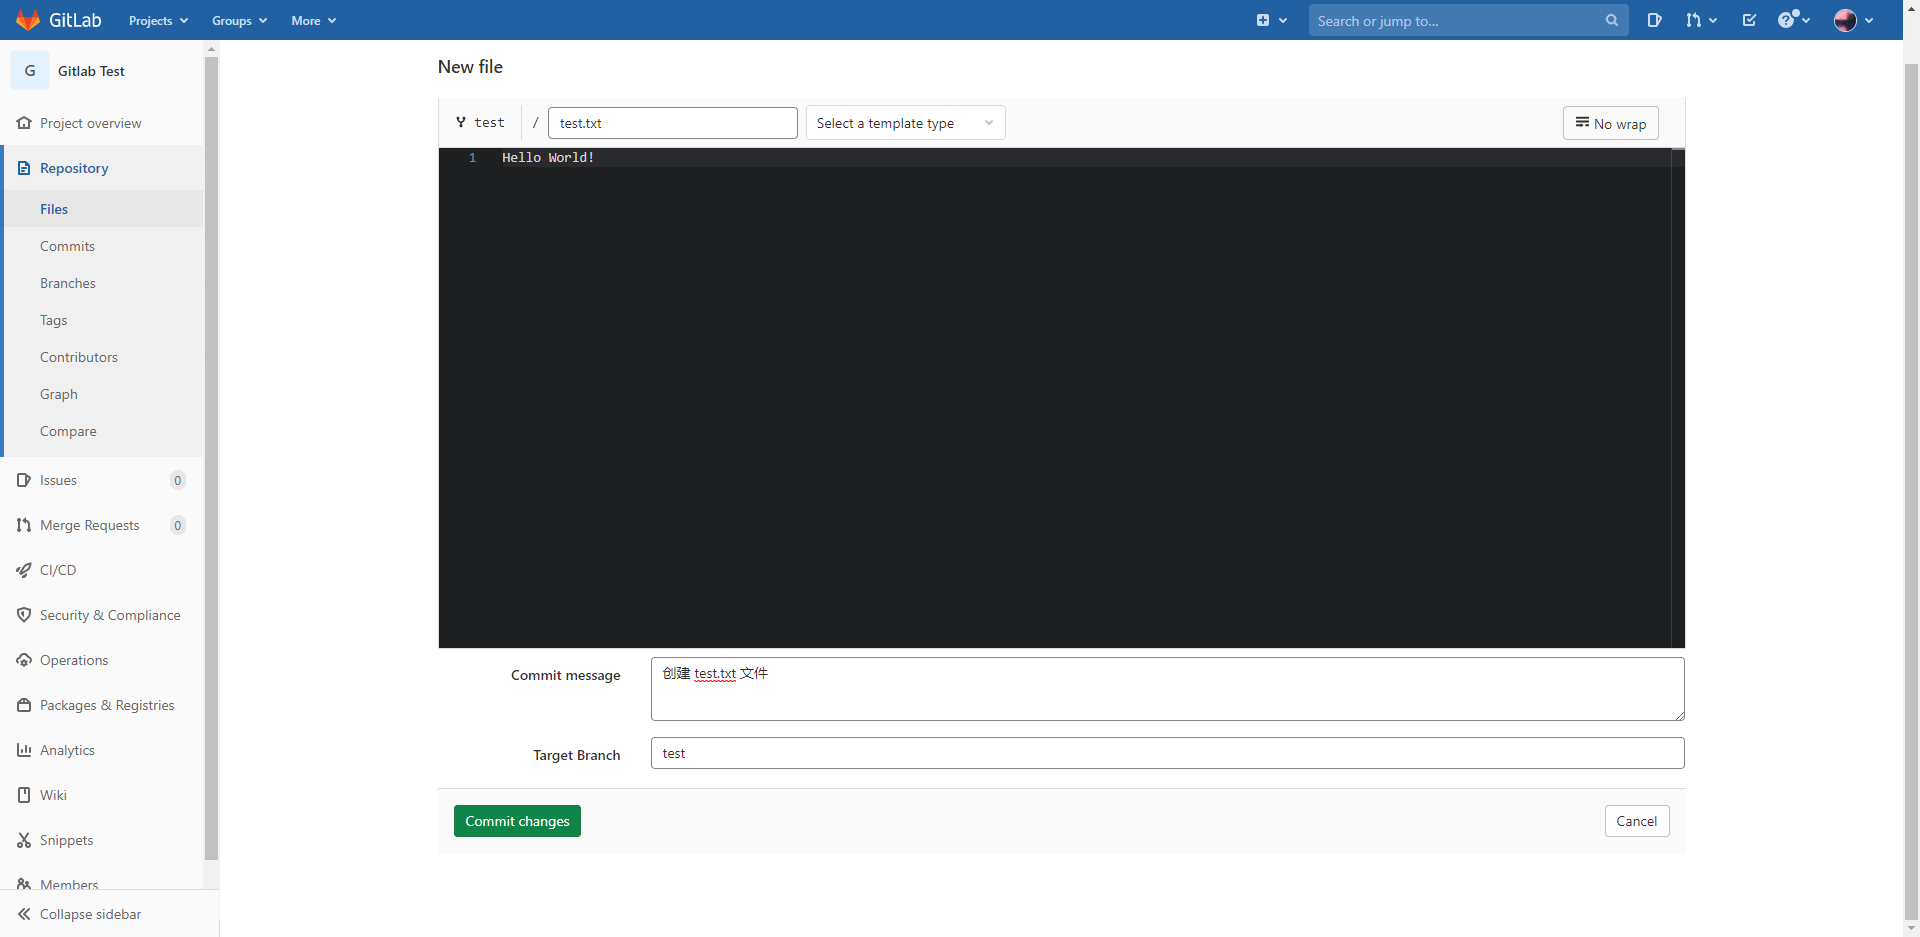 GitLab Projects Groups More Search or jump to...
G Gitlab Test
Project overview
Repository
Files
Commits
Branches
Tags
Contributors
Graph
Compare
Issues 0
Merge Requests 0
CI/CD
Security & Compliance
Operations
Packages & Registries
Analytics
Wiki
Snippets
Members
Collapse sidebar
New file
test / test.txt Select a template type No wrap
1 Hello World!
Commit message 创建 test.txt 文件
Target Branch test
Commit changes Cancel